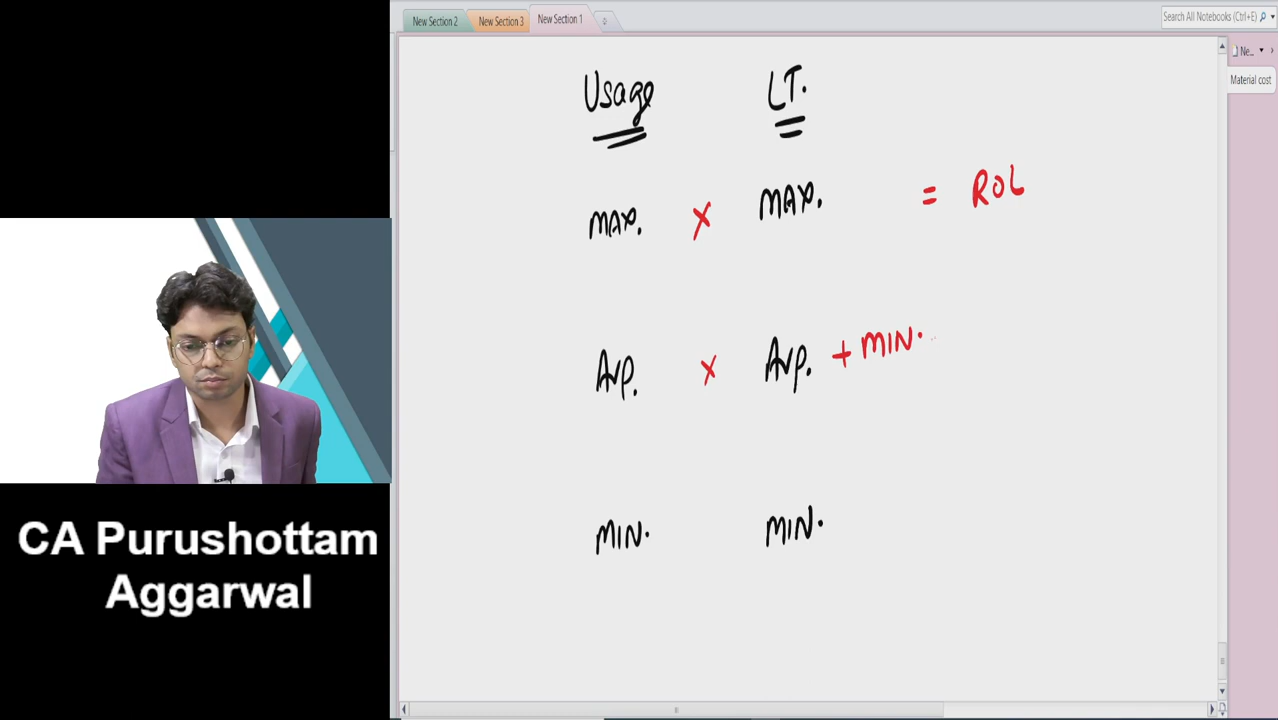 New Section 2
New Section 3
New Section 1
Search All Notebooks (Ctrl+E)
Ne...
Material cost
Usage LT.
MAX. X MAX. = ROL
Avg. x Avg. + MIN.
MIN. MIN.
CA Purushottam
Aggarwal